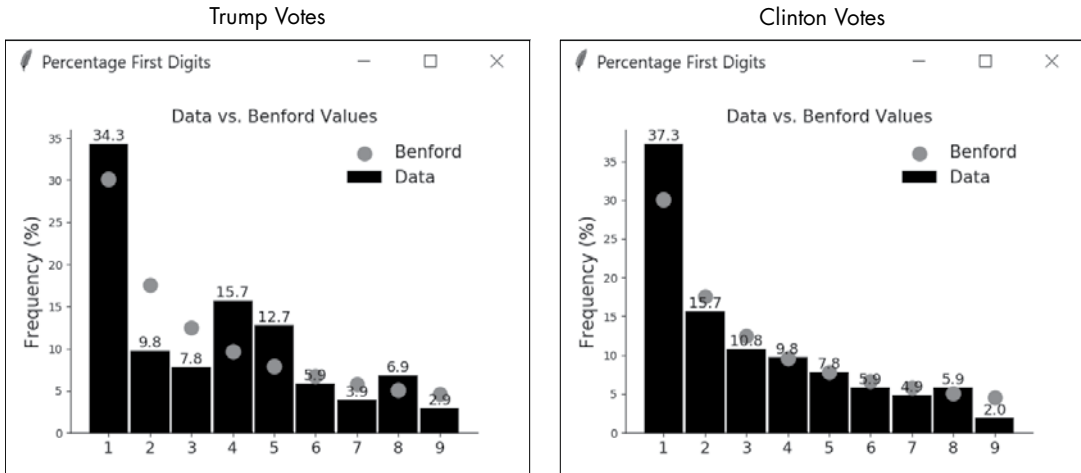 Trump Votes
Percentage First Digits
Data vs. Benford Values
Benford
Data
Frequency (%)
35
30
25
20
15
10
5
0
34.3
9.8
7.8
15.7
12.7
5.9
3.9
6.9
2.9
1 2 3 4 5 6 7 8 9
Clinton Votes
Percentage First Digits
Data vs. Benford Values
Benford
Data
Frequency (%)
35
30
25
20
15
10
5
0
37.3
15.7
10.8
9.8
7.8
5.9
4.9
5.9
2.0
1 2 3 4 5 6 7 8 9